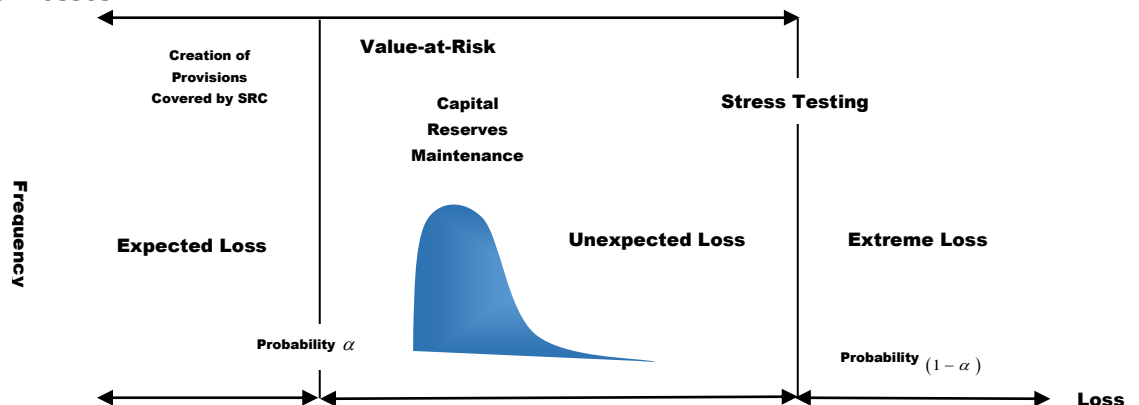 Value-at-Risk
Creation of
Provisions
Covered by SRC
Capital
Reserves
Maintenance
Stress Testing
Frequency
Expected Loss
Unexpected Loss
Extreme Loss
Probability α
Probability (1 − α)
Loss